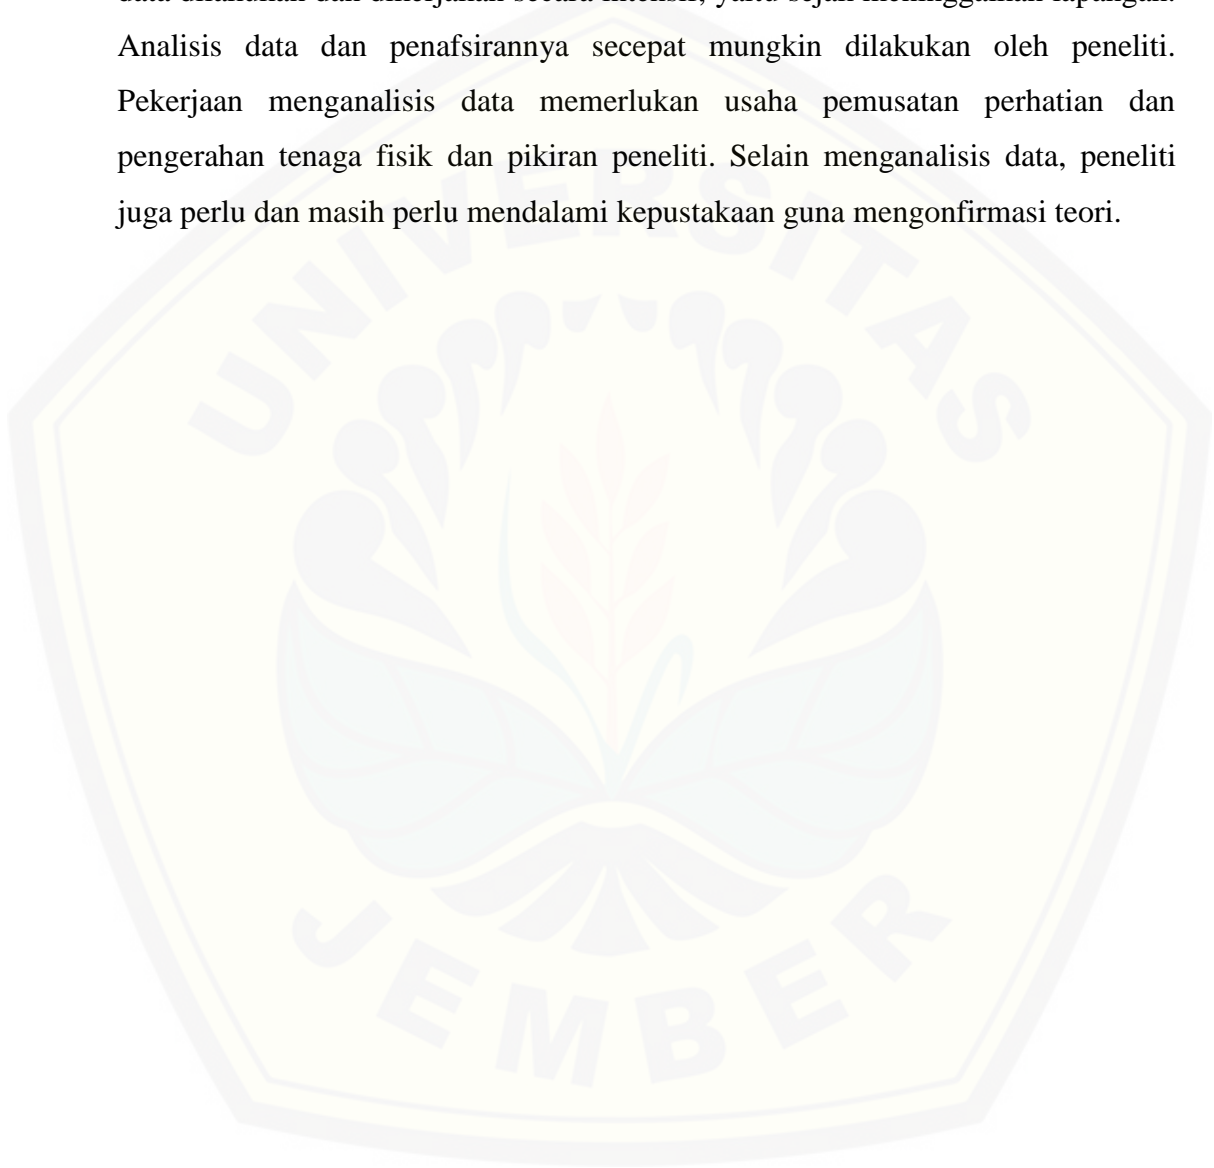 data dilakukan dan dikerjakan secara intensif, yaitu sejak meninggalkan lapangan.
Analisis data dan penafsirannya secepat mungkin dilakukan oleh peneliti.
Pekerjaan menganalisis data memerlukan usaha pemusatan perhatian dan
pengerahan tenaga fisik dan pikiran peneliti. Selain menganalisis data, peneliti
juga perlu dan masih perlu mendalami kepustakaan guna mengonfirmasi teori.
UNIVERSITAS
JEMBER